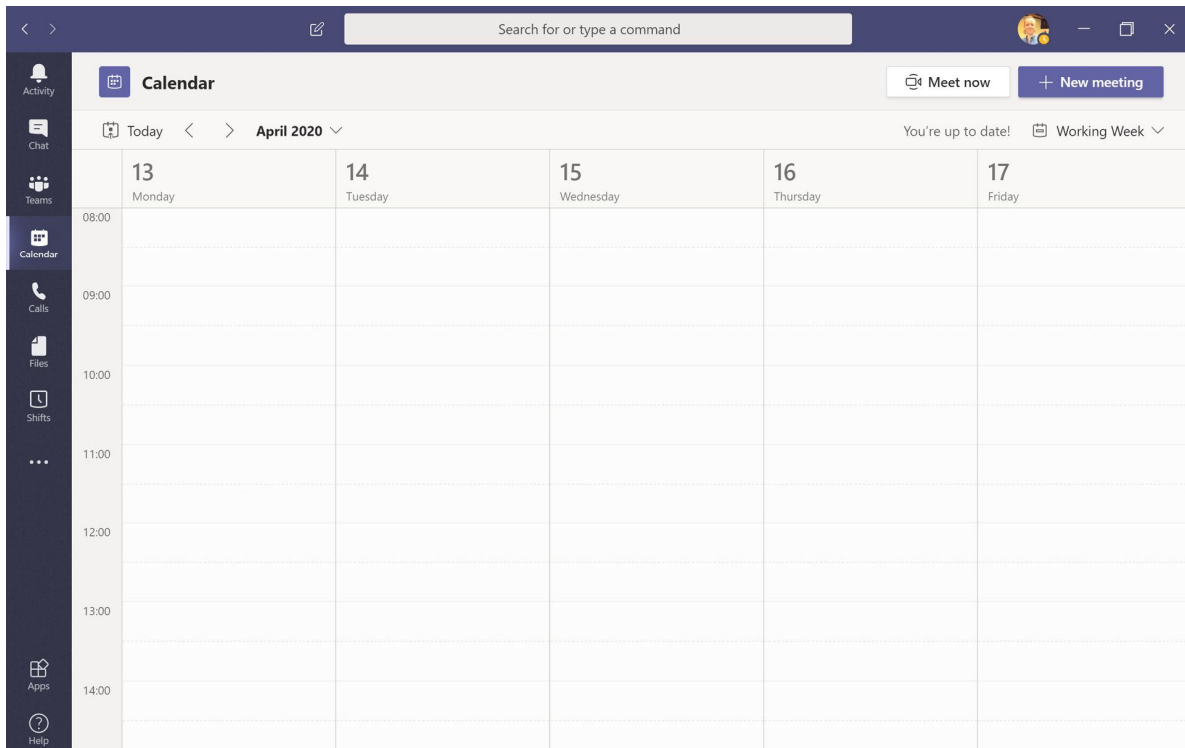 Search for or type a command
Activity
Chat
Teams
Calendar
Calls
Files
Shifts
Apps
Help
Calendar
Meet now
New meeting
Today
April 2020
You're up to date!
Working Week
13
Monday
14
Tuesday
15
Wednesday
16
Thursday
17
Friday
08:00
09:00
10:00
11:00
12:00
13:00
14:00